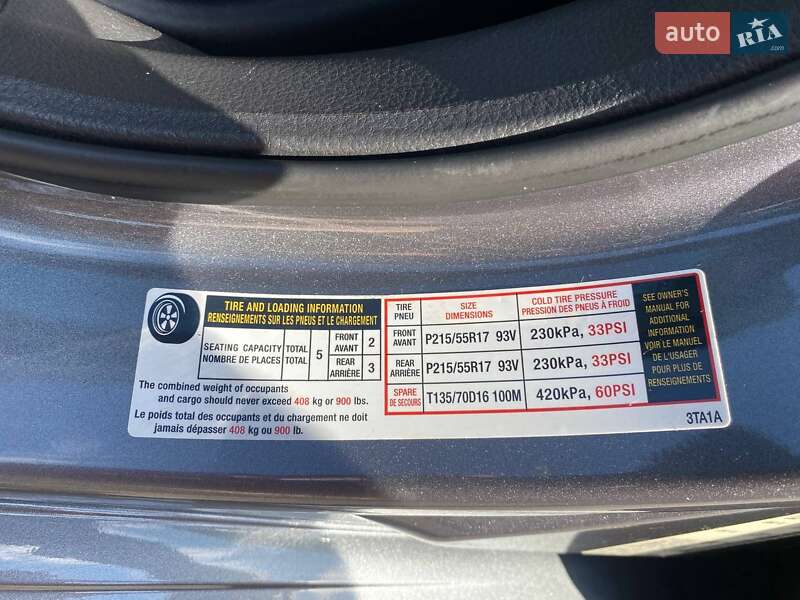 auto RIA .com
TIRE AND LOADING INFORMATION
RENSEIGNEMENTS SUR LES PNEUS ET LE CHARGEMENT
SEATING CAPACITY TOTAL 5 FRONT AVANT 2
NOMBRE DE PLACES TOTAL REAR ARRIÈRE 3
The combined weight of occupants
and cargo should never exceed 408 kg or 900 lbs.
Le poids total des occupants et du chargement ne doit
jamais dépasser 408 kg ou 900 lb.
TIRE PNEU SIZE DIMENSIONS COLD TIRE PRESSURE PRESSION DES PNEUS À FROID
FRONT AVANT P215/55R17 93V 230kPa, 33PSI
REAR ARRIÈRE P215/55R17 93V 230kPa, 33PSI
SPARE DE SECOURS T135/70D16 100M 420kPa, 60PSI
SEE OWNER'S
MANUAL FOR
ADDITIONAL
INFORMATION
VOIR LE MANUEL
DE L'USAGER
POUR PLUS DE
RENSEIGNEMENTS
3TA1A